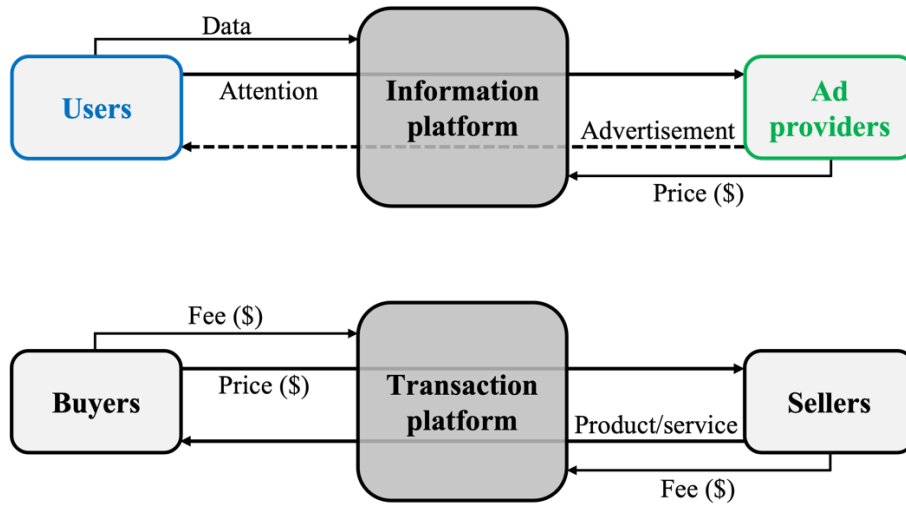 Data
Users
Attention
Information
platform
Advertisement
Ad
providers
Price ($)
Fee ($)
Buyers
Price ($)
Transaction
platform
Product/service
Sellers
Fee ($)